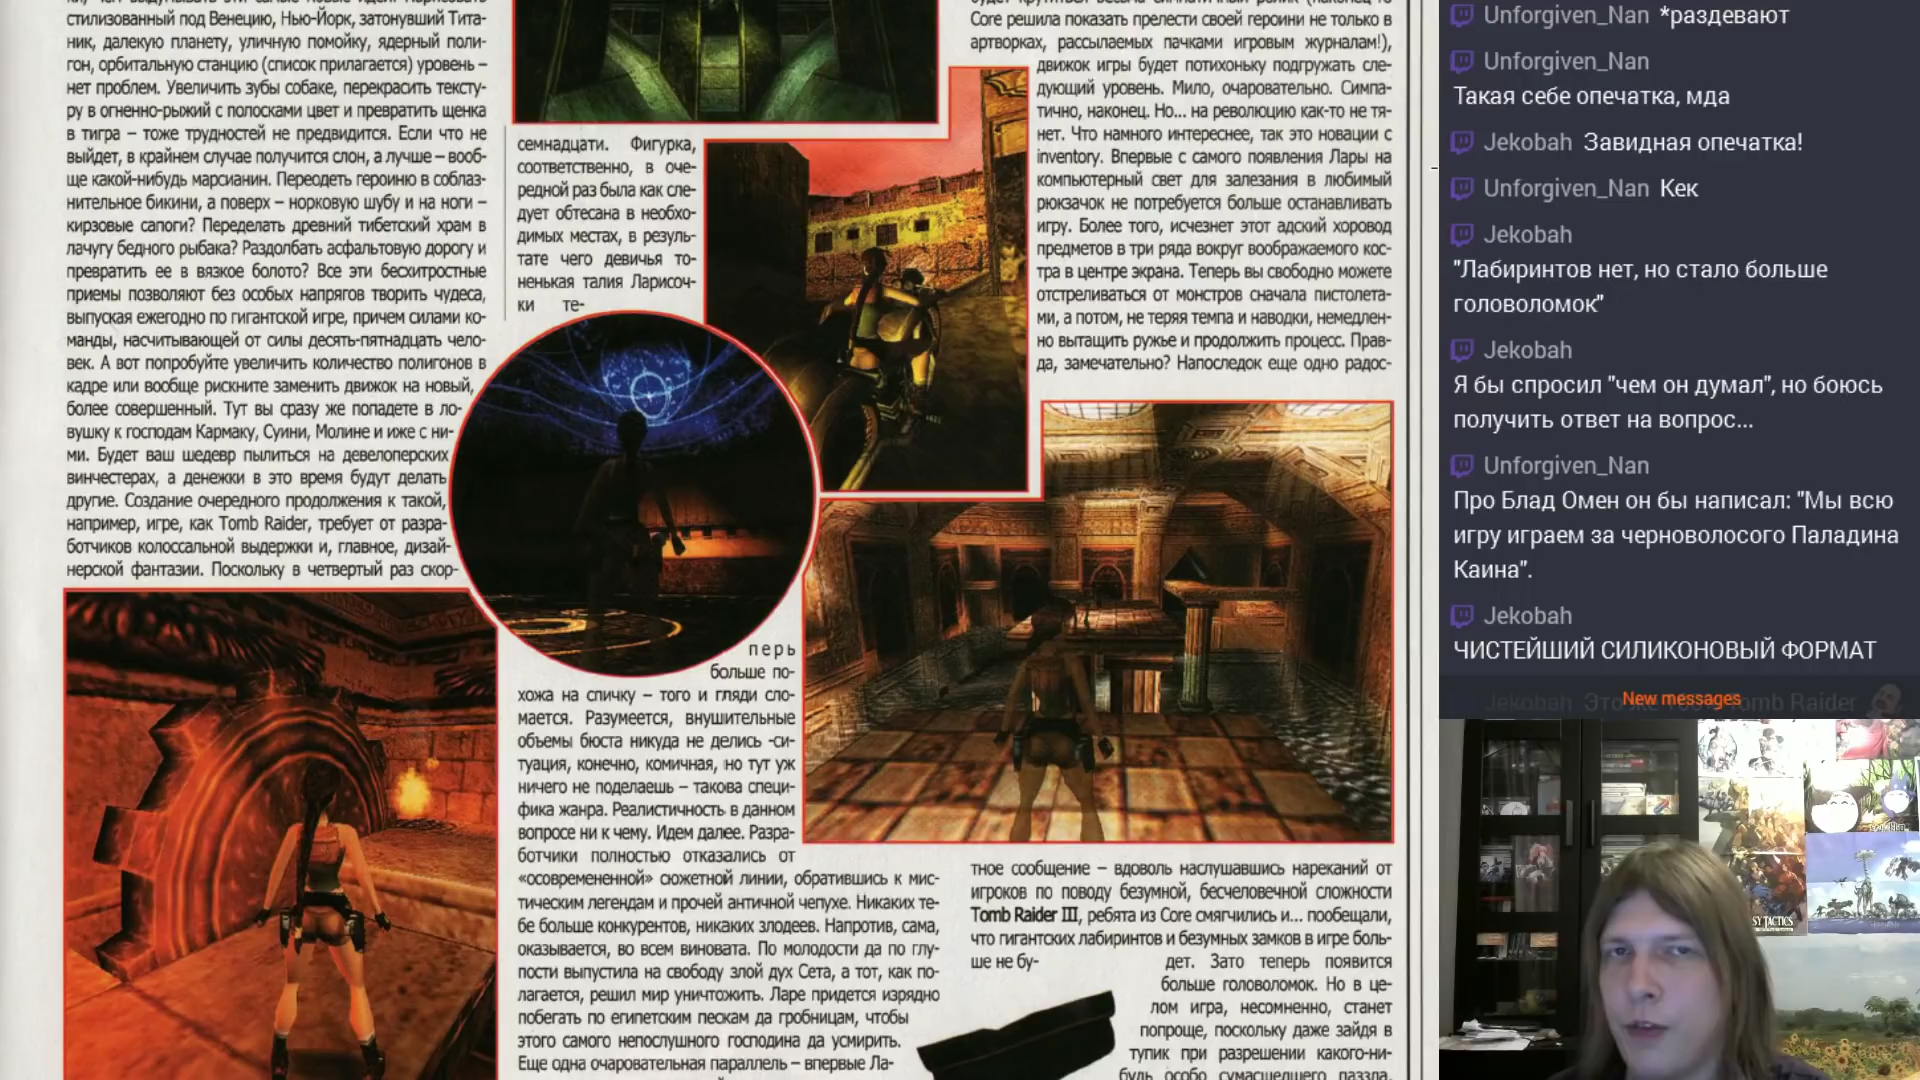 стилизованный под Венецию, Нью-Йорк, затонувший Тита-
ник, далекую планету, уличную помойку, ядерный поли-
гон, орбитальную станцию (список прилагается) уровень –
нет проблем. Увеличить зубы собаке, перекрасить тексту-
ру в огненно-рыжий с полосками цвет и превратить щенка
в тигра – тоже трудностей не предвидится. Если что не
выйдет, в крайнем случае получится слон, а лучше – вооб-
ще какой-нибудь марсианин. Переодеть героиню в соблаз-
нительное бикини, а поверх – норковую шубу и на ноги –
кирзовые сапоги? Переделать древний тибетский храм в
лачугу бедного рыбака? Раздолбать асфальтовую дорогу и
превратить ее в вязкое болото? Все эти бесхитростные
приемы позволяют без особых напрягов творить чудеса,
выпуская ежегодно по гигантской игре, причем силами ко-
манды, насчитывающей от силы десять-пятнадцать чело-
век. А вот попробуйте увеличить количество полигонов в
кадре или вообще рискните заменить движок на новый,
более совершенный. Тут вы сразу же попадете в ло-
вушку к господам Кармаку, Суини, Молине и иже с ни-
ми. Будет ваш шедевр пылиться на девелоперских
винчестерах, а денежки в это время будут делать
другие. Создание очередного продолжения к такой,
например, игре, как Tomb Raider, требует от разра-
ботчиков колоссальной выдержки и, главное, дизай-
нерской фантазии. Поскольку в четвертый раз скор-
семнадцати. Фигурка,
соответственно, в оче-
редной раз была как сле-
дует обтесана в необхо-
димых местах, в резуль-
тате чего девичья то-
ненькая талия Ларисоч-
ки те-
перь
больше по-
хожа на спичку – того и гляди сло-
мается. Разумеется, внушительные
объемы бюста никуда не делись -си-
туация, конечно, комичная, но тут уж
ничего не поделаешь – такова специ-
фика жанра. Реалистичность в данном
вопросе ни к чему. Идем далее. Разра-
ботчики полностью отказались от
«осовремененной» сюжетной линии, обратившись к мис-
тическим легендам и прочей античной чепухе. Никаких те-
бе больше конкурентов, никаких злодеев. Напротив, сама,
оказывается, во всем виновата. По молодости да по глу-
пости выпустила на свободу злой дух Сета, а тот, как по-
лагается, решил мир уничтожить. Ларе придется изрядно
побегать по египетским пескам да гробницам, чтобы
этого самого непослушного господина да усмирить.
Еще одна очаровательная параллель – впервые Ла-
Core решила показать прелести своей героини не только в
артворках, рассылаемых пачками игровым журналам!),
движок игры будет потихоньку подгружать сле-
дующий уровень. Мило, очаровательно. Симпа-
тично, наконец. Но... на революцию как-то не тя-
нет. Что намного интереснее, так это новации с
inventory. Впервые с самого появления Лары на
компьютерный свет для залезания в любимый
рюкзачок не потребуется больше останавливать
игру. Более того, исчезнет этот адский хоровод
предметов в три ряда вокруг воображаемого кос-
тра в центре экрана. Теперь вы свободно можете
отстреливаться от монстров сначала пистолета-
ми, а потом, не теряя темпа и наводки, немедлен-
но вытащить ружье и продолжить процесс. Прав-
да, замечательно? Напоследок еще одно радос-
тное сообщение – вдоволь наслушавшись нареканий от
игроков по поводу безумной, бесчеловечной сложности
Tomb Raider III, ребята из Core смягчились и... пообещали,
что гигантских лабиринтов и безумных замков в игре боль-
ше не бу-
дет. Зато теперь появится
больше головоломок. Но в це-
лом игра, несомненно, станет
попроще, поскольку даже зайдя в
тупик при разрешении какого-ни-
будь особо сумасшедшего паззла,
Unforgiven_Nan *раздевают
Unforgiven_Nan
Такая себе опечатка, мда
Jekobah Завидная опечатка!
Unforgiven_Nan Кек
Jekobah
"Лабиринтов нет, но стало больше
головоломок"
Jekobah
Я бы спросил "чем он думал", но боюсь
получить ответ на вопрос...
Unforgiven_Nan
Про Блад Омен он бы написал: "Мы всю
игру играем за черноволосого Паладина
Каина".
Jekobah
ЧИСТЕЙШИЙ СИЛИКОНОВЫЙ ФОРМАТ
New messages
SY TACTICS